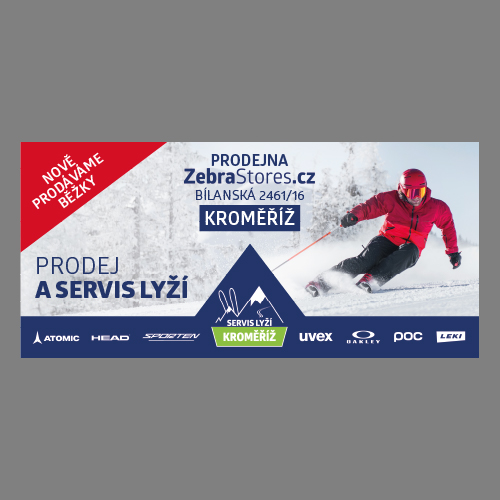 NOVĚ
PRODÁVÁME
BĚŽKY
PRODEJNA
ZebraStores.cz
BÍLANSKÁ 2461/16
KROMĚŘÍŽ
PRODEJ
A SERVIS LYŽÍ
SERVIS LYŽÍ
KROMĚŘÍŽ
ATOMIC HEAD SPORTEN uvex OAKLEY POC LEKI